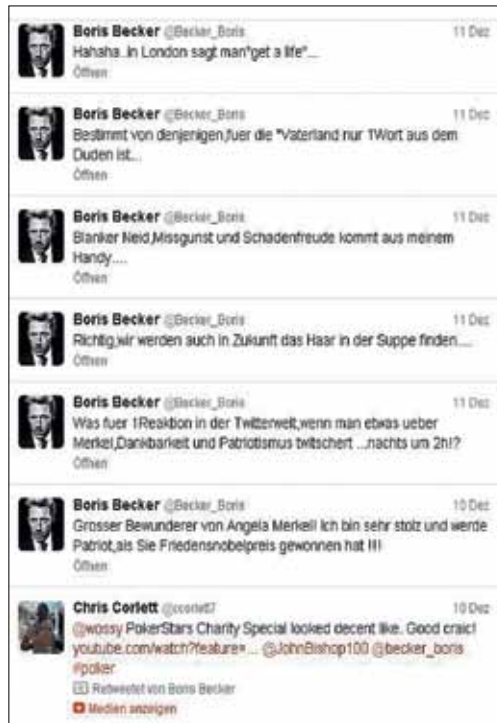 Boris Becker @Becker_Boris 11 Dez
Hahaha..in London sagt man"get a life"...
Öffnen
Boris Becker @Becker_Boris 11 Dez
Bestimmt von denjenigen,fuer die "Vaterland nur 1Wort aus dem
Duden ist...
Öffnen
Boris Becker @Becker_Boris 11 Dez
Blanker Neid,Missgunst und Schadenfreude kommt aus meinem
Handy....
Öffnen
Boris Becker @Becker_Boris 11 Dez
Richtig,wir werden auch in Zukunft das Haar in der Suppe finden....
Öffnen
Boris Becker @Becker_Boris 11 Dez
Was fuer 1Reaktion in der Twitterwelt,wenn man etwas ueber
Merkel,Dankbarkeit und Patriotismus twitschert ...nachts um 2h!?
Öffnen
Boris Becker @Becker_Boris 10 Dez
Grosser Bewunderer von Angela Merkel! Ich bin sehr stolz und werde
Patriot,als Sie Friedensnobelpreis gewonnen hat !!!!
Öffnen
Chris Corlett @ccorlett7 10 Dez
@wossy PokerStars Charity Special looked decent like. Good craic!
youtube.com/watch?feature=... @JohnBishop100 @becker_boris
#poker
Retweetet von Boris Becker
Medien anzeigen